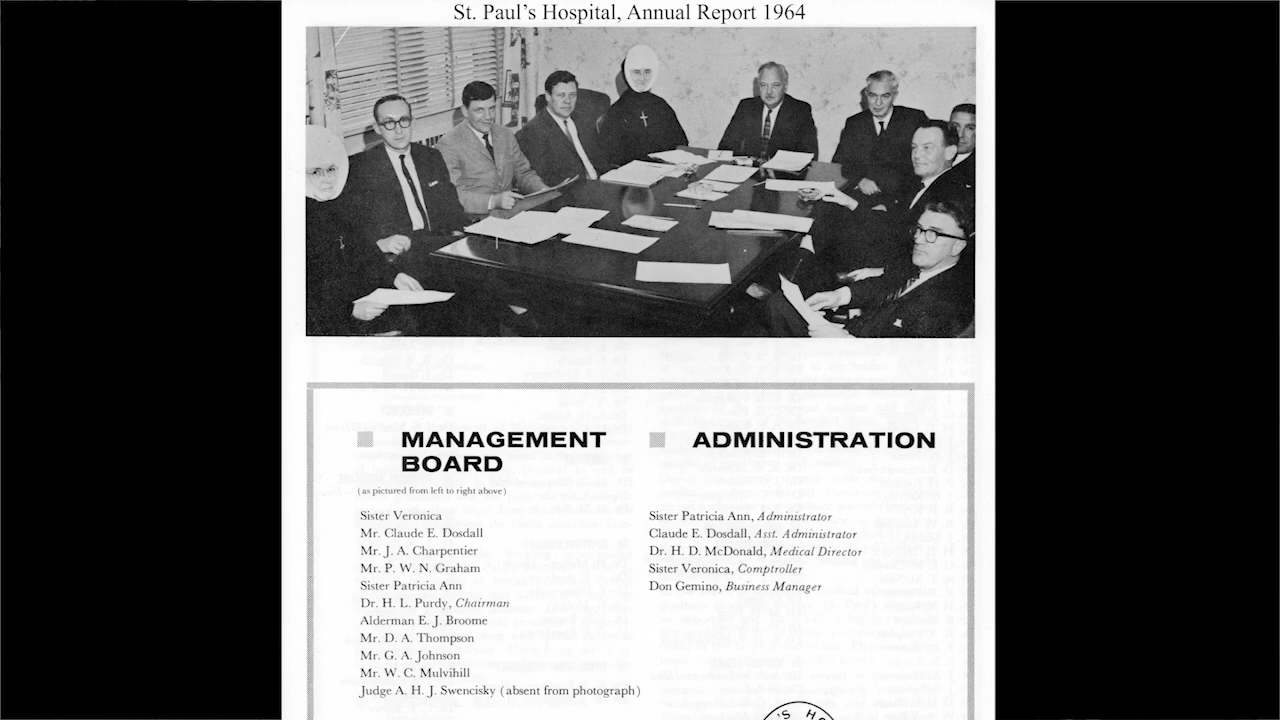 St. Paul's Hospital, Annual Report 1964
MANAGEMENT
BOARD
(as pictured from left to right above)
Sister Veronica
Mr. Claude E. Dosdall
Mr. J. A. Charpentier
Mr. P. W. N. Graham
Sister Patricia Ann
Dr. H. L. Purdy, Chairman
Alderman E. J. Broome
Mr. D. A. Thompson
Mr. G. A. Johnson
Mr. W. C. Mulvihill
Judge A. H. J. Swencisky (absent from photograph)
ADMINISTRATION
Sister Patricia Ann, Administrator
Claude E. Dosdall, Asst. Administrator
Dr. H. D. McDonald, Medical Director
Sister Veronica, Comptroller
Don Gemino, Business Manager
'S HO